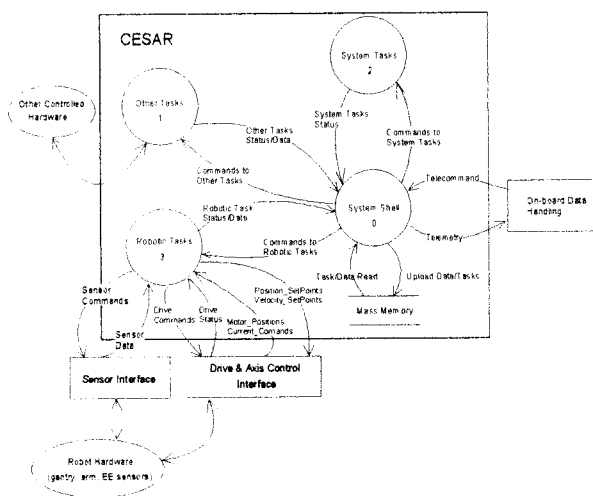 CESAR
System Tasks
2
Other Tasks
1
Other Controlled
Hardware
System Tasks
Status
Other Tasks
Status/Data
Commands to
System Tasks
Commands to
Other Tasks
Telecommand
On-board Data
Handling
Robotic Task
Status/Data
System Shell
0
Telemetry
Robotic Tasks
3
Commands to
Robotic Tasks
Task/Data Read
Upload Data/Tasks
Sensor
Commands
Position_SetPoints
Velocity_SetPoints
Mass Memory
Drive
Commands
Drive
Status
Motor_Positions
Current_Comands
Sensor
Data
Sensor Interface
Drive & Axis Control
Interface
Robot Hardware
(gantry, arm, EE sensors)